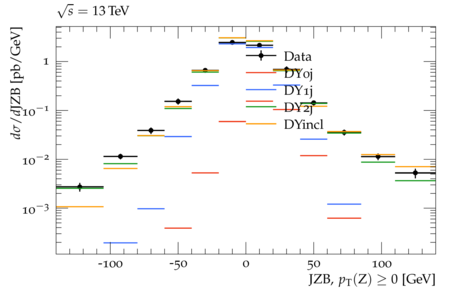 √s = 13 TeV
dσ/dJZB [pb/GeV]
1
10⁻¹
10⁻²
10⁻³
Data
DY0j
DY1j
DY2j
DYincl
-100 -50 0 50 100
JZB, p_T(Z) ≥ 0 [GeV]